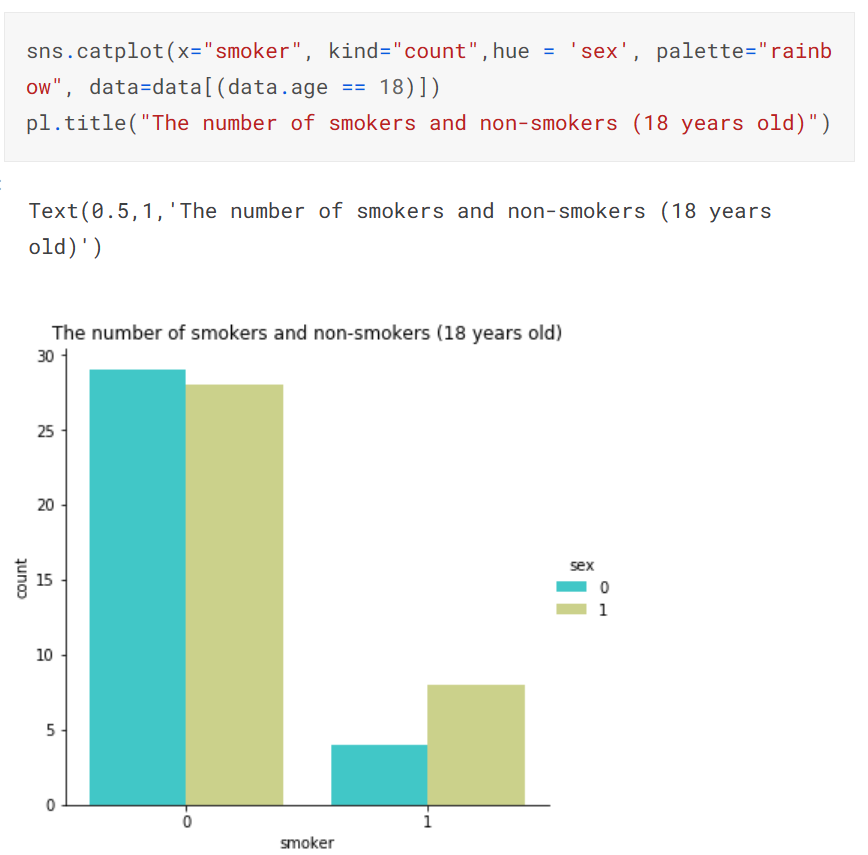 sns.catplot(x="smoker", kind="count",hue = 'sex', palette="rainb
ow", data=data[(data.age == 18)])
pl.title("The number of smokers and non-smokers (18 years old)")
:
Text(0.5,1,'The number of smokers and non-smokers (18 years
old)')
The number of smokers and non-smokers (18 years old)
30
25
20
15
10
5
0
count
0
1
smoker
sex
0
1